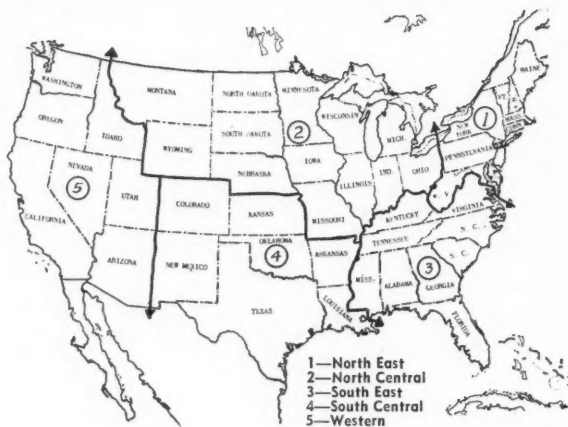 WASHINGTON
MONTANA
NORTH DAKOTA
MINNESOTA
MAINE
VT.
OREGON
IDAHO
WYOMING
SOUTH DAKOTA
2
WISCONSIN
MICH.
NEW YORK
1
MASS.
CONN.
NEVADA
5
UTAH
COLORADO
NEBRASKA
IOWA
ILLINOIS
IND.
OHIO
PENNSYLVANIA
CALIFORNIA
KANSAS
MISSOURI
KENTUCKY
W. V.
VIRGINIA
ARIZONA
NEW MEXICO
OKLAHOMA
4
ARKANSAS
TENNESSEE
N. C.
S. C.
TEXAS
LOUISIANA
MISS.
ALABAMA
3
GEORGIA
FLORIDA
1—North East
2—North Central
3—South East
4—South Central
5—Western